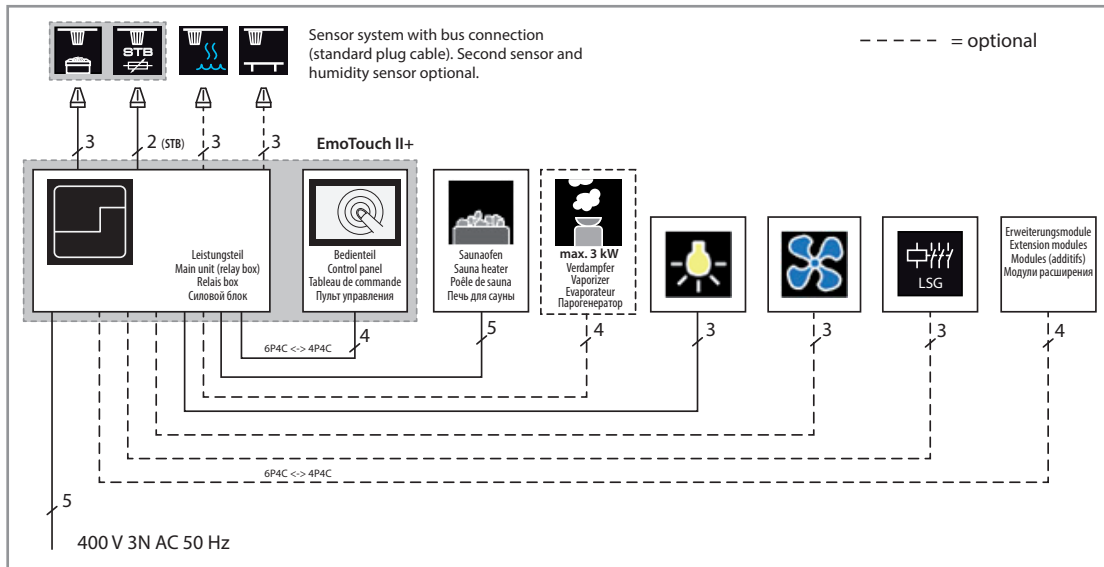 STB
Sensor system with bus connection
(standard plug cable). Second sensor and
humidity sensor optional.
= optional
3
2 (STB)
3
3
EmoTouch II+
Leistungsteil
Main unit (relay box)
Relais box
Силовой блок
Bedienteil
Control panel
Tableau de commande
Пульт управления
Saunaofen
Sauna heater
Poêle de sauna
Печь для сауны
max. 3 kW
Verdampfer
Vaporizer
Evaporateur
Парогенератор
LSG
Erweiterungsmodule
Extension modules
Modules (additifs)
Модули расширения
4
5
4
3
3
3
4
6P4C <-> 4P4C
6P4C <-> 4P4C
5
400 V 3N AC 50 Hz